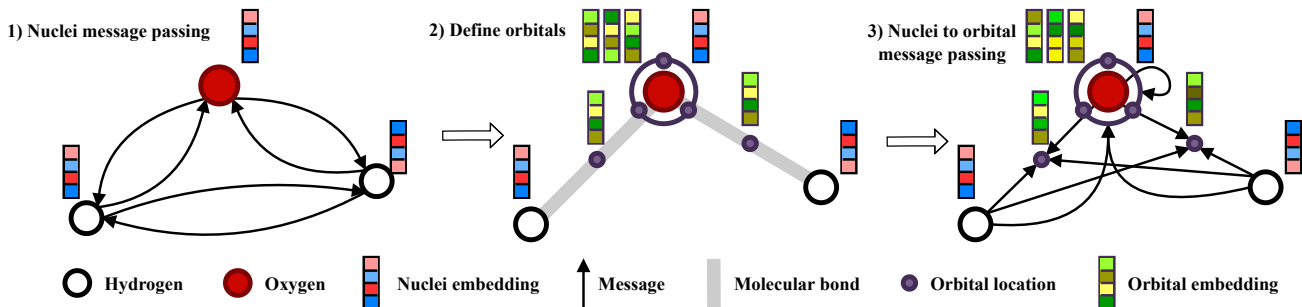 1) Nuclei message passing
2) Define orbitals
3) Nuclei to orbital
message passing
Hydrogen
Oxygen
Nuclei embedding
Message
Molecular bond
Orbital location
Orbital embedding